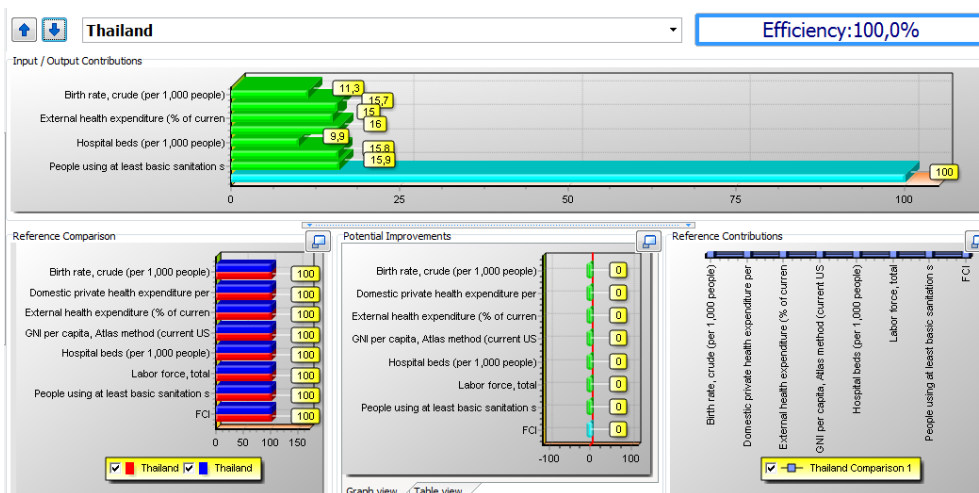 Thailand
Efficiency:100,0%
Input / Output Contributions
Birth rate, crude (per 1,000 people)
External health expenditure (% of curren
Hospital beds (per 1,000 people)
People using at least basic sanitation s
11,3
15,7
15
16
9,9
15,8
15,9
100
0
25
50
75
100
Reference Comparison
Birth rate, crude (per 1,000 people)
Domestic private health expenditure per
External health expenditure (% of curren
GNI per capita, Atlas method (current US
Hospital beds (per 1,000 people)
Labor force, total
People using at least basic sanitation s
FCI
100
100
100
100
100
100
100
100
0 50 100 150
Thailand Thailand
Potential Improvements
Birth rate, crude (per 1,000 people)
Domestic private health expenditure per
External health expenditure (% of curren
GNI per capita, Atlas method (current US
Hospital beds (per 1,000 people)
Labor force, total
People using at least basic sanitation s
FCI
0
0
0
0
0
0
0
0
-100 0 100
Graph view Table view
Reference Contributions
Birth rate, crude (per 1,000 people)
Domestic private health expenditure per
External health expenditure (% of curren
GNI per capita, Atlas method (current US
Hospital beds (per 1,000 people)
Labor force, total
People using at least basic sanitation s
FCI
Thailand Comparison 1